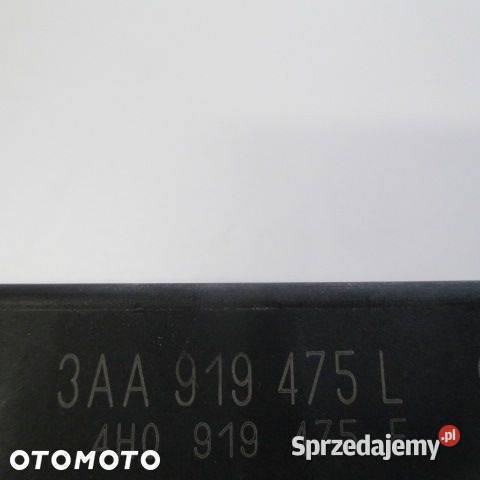 3AA 919 475 L
4H0 919 475 F
OTOMOTO
Sprzedajemy.pl